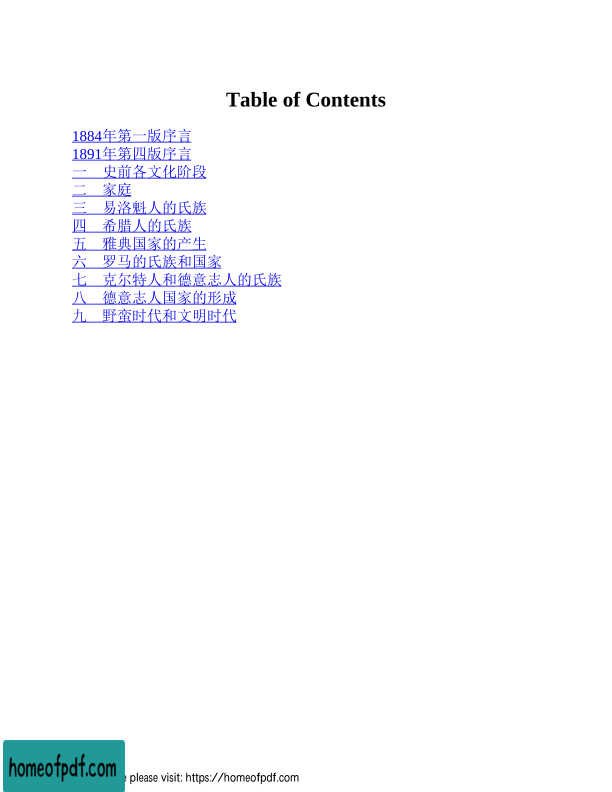 Table of Contents
1884年第一版序言
1891年第四版序言
一　史前各文化阶段
二　家庭
三　易洛魁人的氏族
四　希腊人的氏族
五　雅典国家的产生
六　罗马的氏族和国家
七　克尔特人和德意志人的氏族
八　德意志人国家的形成
九　野蛮时代和文明时代
homeofpdf.com
please visit: https://homeofpdf.com